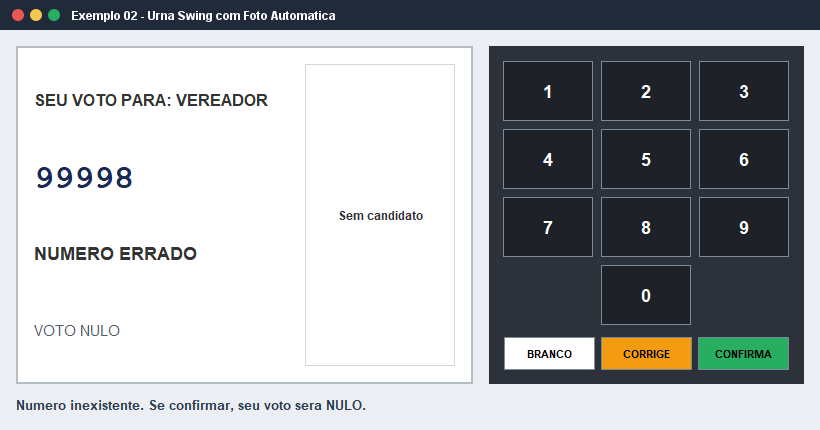 Exemplo 02 - Urna Swing com Foto Automatica
SEU VOTO PARA: VEREADOR
99998
NUMERO ERRADO
VOTO NULO
Sem candidato
1 2 3
4 5 6
7 8 9
0
BRANCO CORRIGE CONFIRMA
Numero inexistente. Se confirmar, seu voto sera NULO.